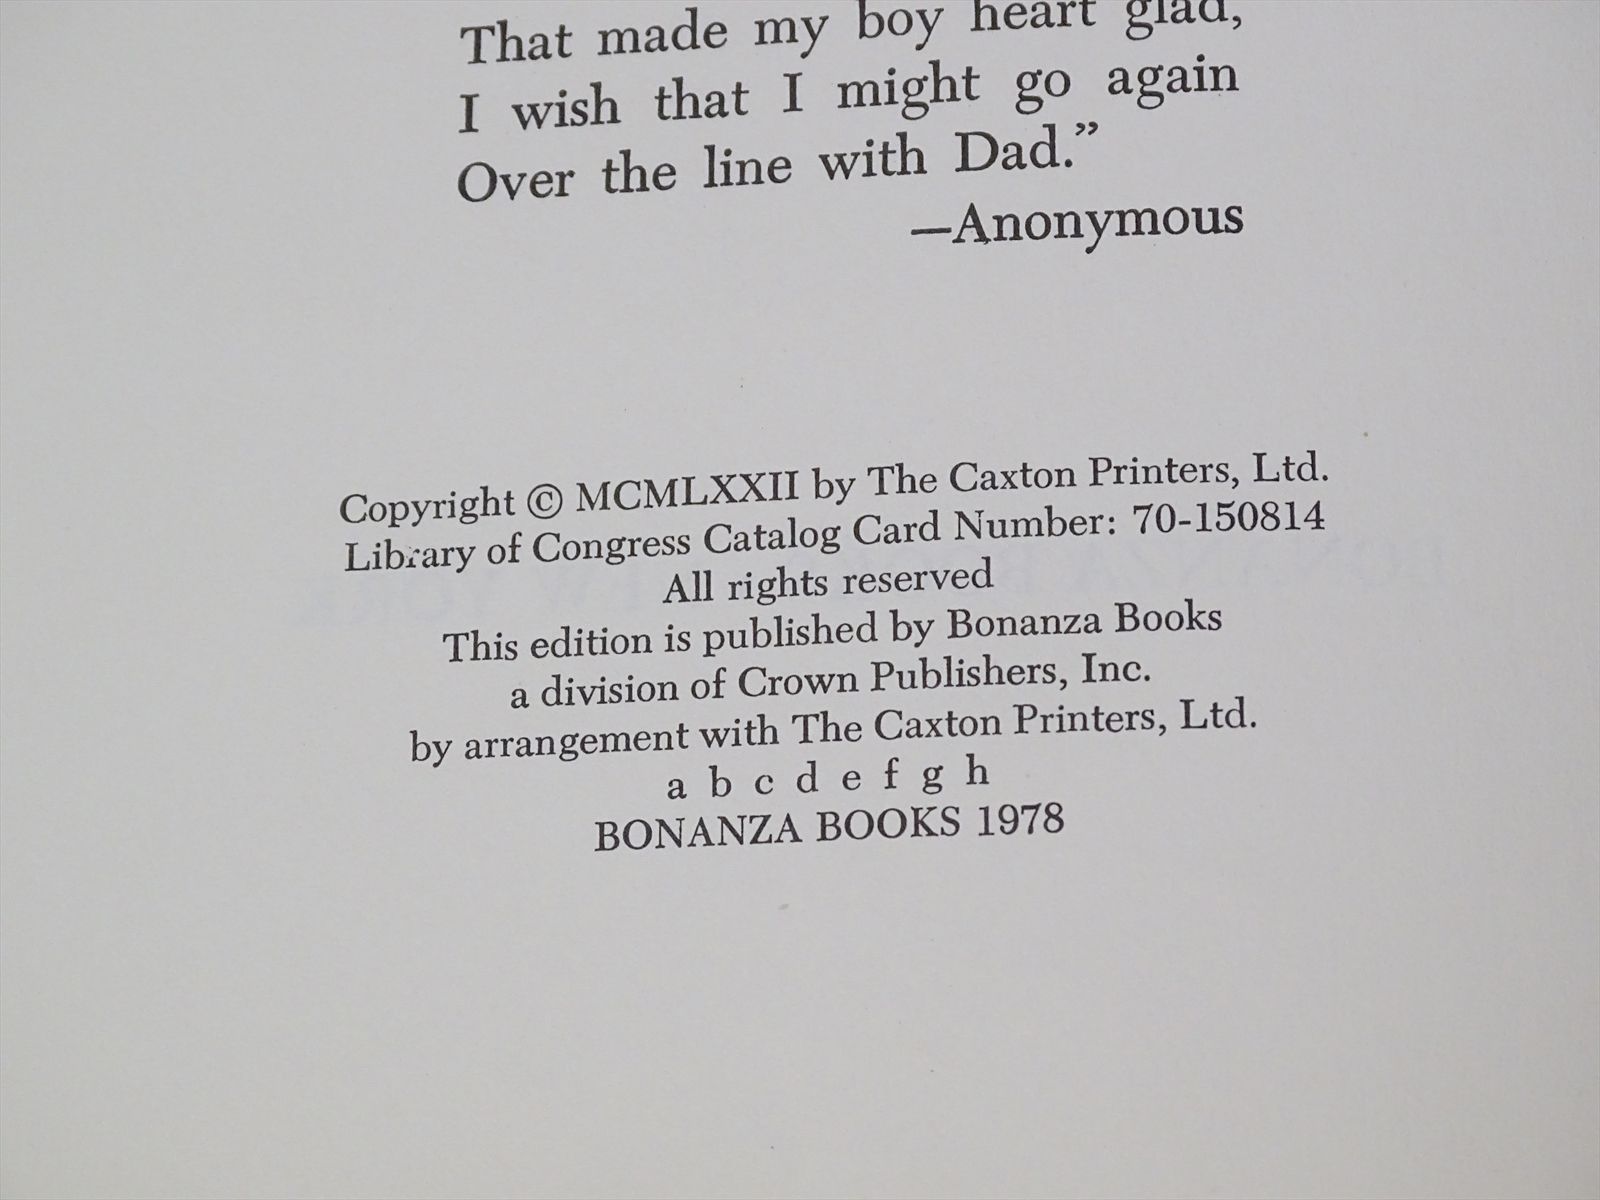 That made my boy heart glad,
I wish that I might go again
Over the line with Dad.”
—Anonymous
Copyright © MCMLXXII by The Caxton Printers, Ltd.
Library of Congress Catalog Card Number: 70-150814
All rights reserved
This edition is published by Bonanza Books
a division of Crown Publishers, Inc.
by arrangement with The Caxton Printers, Ltd.
a b c d e f g h
BONANZA BOOKS 1978